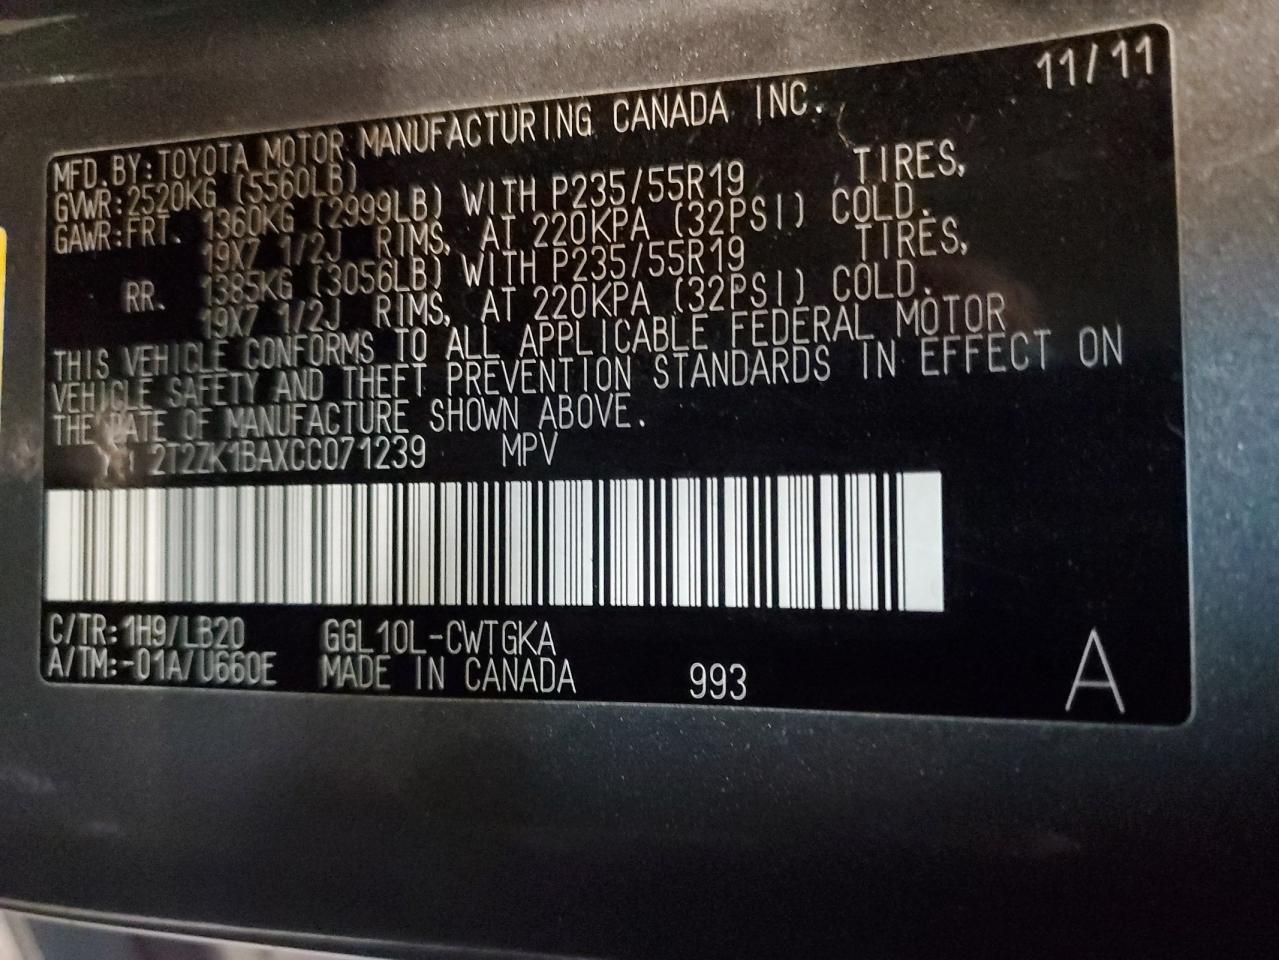 11/11
MFD. BY: TOYOTA MOTOR MANUFACTURING CANADA INC.
GVWR: 2520KG (5560LB)
GAWR: FRT. 1360KG (2999LB) WITH P235/55R19 TIRES,
19X7 1/2J RIMS, AT 220KPA (32PSI) COLD.
RR. 1385KG (3056LB) WITH P235/55R19 TIRES,
19X7 1/2J RIMS, AT 220KPA (32PSI) COLD.
THIS VEHICLE CONFORMS TO ALL APPLICABLE FEDERAL MOTOR
VEHICLE SAFETY AND THEFT PREVENTION STANDARDS IN EFFECT ON
THE DATE OF MANUFACTURE SHOWN ABOVE.
2T2ZK1BAXCC071239 MPV
C/TR: 1H9/LB20 GGL10L-CWTGKA
A/TM: -01A/U660E MADE IN CANADA 993 A